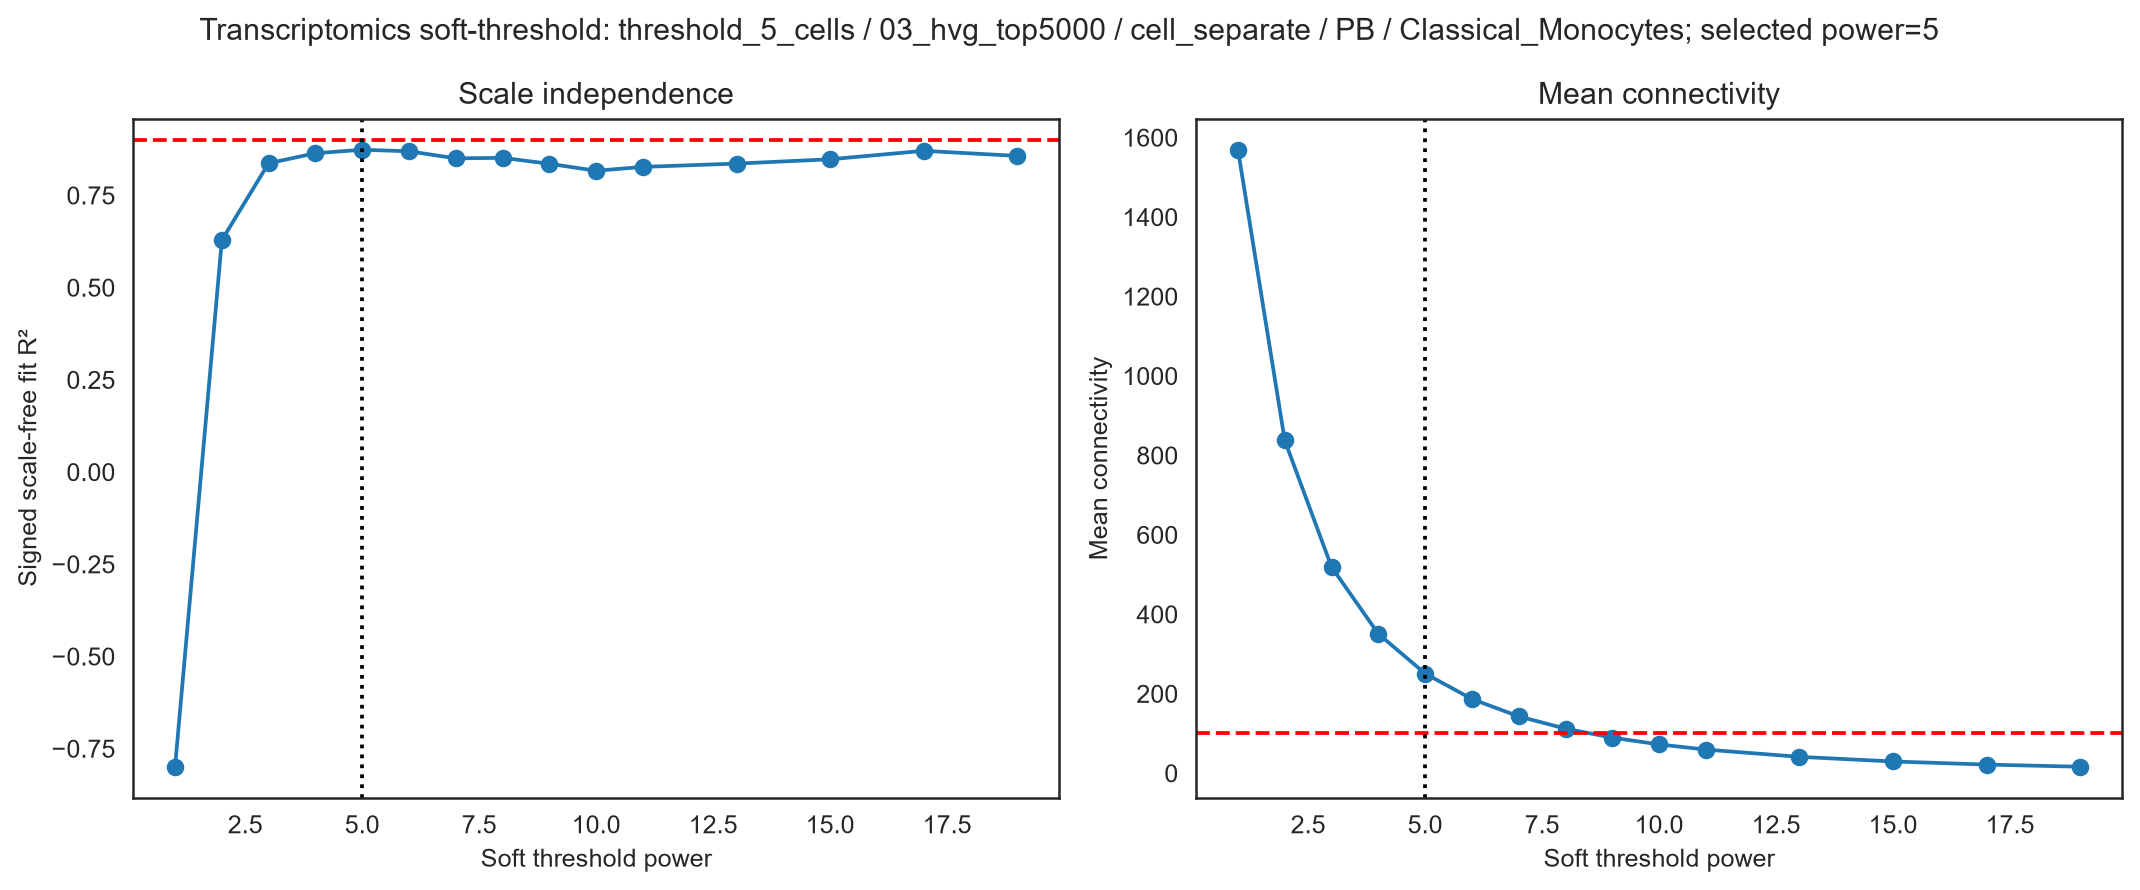 Transcriptomics soft-threshold: threshold_5_cells / 03_hvg_top5000 / cell_separate / PB / Classical_Monocytes; selected power=5
Scale independence
Signed scale-free fit R²
0.75
0.50
0.25
0.00
−0.25
−0.50
−0.75
2.5 5.0 7.5 10.0 12.5 15.0 17.5
Soft threshold power
Mean connectivity
Mean connectivity
1600
1400
1200
1000
800
600
400
200
0
2.5 5.0 7.5 10.0 12.5 15.0 17.5
Soft threshold power